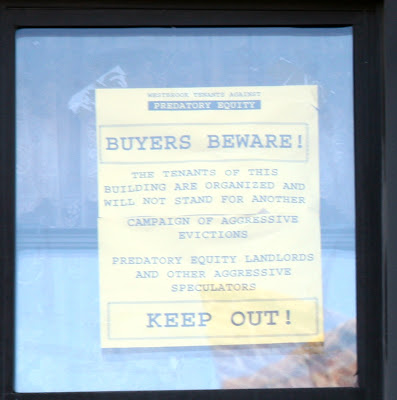 WESTBROOK TENANTS AGAINST
PREDATORY EQUITY
BUYERS BEWARE!
THE TENANTS OF THIS
BUILDING ARE ORGANIZED AND
WILL NOT STAND FOR ANOTHER
CAMPAIGN OF AGGRESSIVE
EVICTIONS
PREDATORY EQUITY LANDLORDS
AND OTHER AGGRESSIVE
SPECULATORS
KEEP OUT!